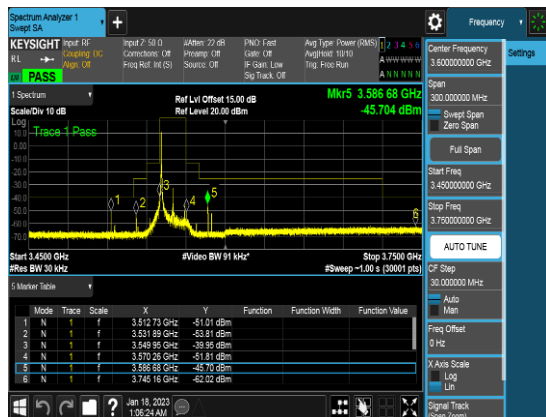 Spectrum Analyzer 1
Swept SA
Frequency
KEYSIGHT
Input: RF
Coupling: DC
Align: Off
Input Z: 50 Ω
Corrections: Off
Freq Ref: Int (S)
#Atten: 22 dB
Preamp: Off
Source: Off
PNO: Fast
Gate: Off
IF Gain: Low
Sig Track: Off
Avg Type: Power (RMS)
Avg|Hold: 10/10
Trig: Free Run
1 2 3 4 5 6
A W W W W W
A N N N N N
R L
PASS
1 Spectrum
Scale/Div 10 dB
Log
Ref Lvl Offset 15.00 dB
Ref Level 20.00 dBm
Mkr5 3.586 68 GHz
-45.704 dBm
Trace 1 Pass
10.0
0.00
-10.0
-20.0
-30.0
-40.0
-50.0
-60.0
-70.0
1
2
3
4
5
6
Start 3.4500 GHz
#Res BW 30 kHz
#Video BW 91 kHz*
Stop 3.7500 GHz
#Sweep ~1.00 s (30001 pts)
5 Marker Table
Mode Trace Scale X Y Function Function Width Function Value
1 N 1 f 3.512 73 GHz -51.01 dBm
2 N 1 f 3.531 89 GHz -53.81 dBm
3 N 1 f 3.549 95 GHz -39.95 dBm
4 N 1 f 3.570 26 GHz -51.81 dBm
5 N 1 f 3.586 68 GHz -45.70 dBm
6 N 1 f 3.745 16 GHz -62.02 dBm
Jan 18, 2023
1:06:24 AM
Settings
Center Frequency
3.600000000 GHz
Span
300.000000 MHz
Swept Span
Zero Span
Full Span
Start Freq
3.450000000 GHz
Stop Freq
3.750000000 GHz
AUTO TUNE
CF Step
30.000000 MHz
Auto
Man
Freq Offset
0 Hz
X Axis Scale
Log
Lin
Signal Track
(Span Zoom)